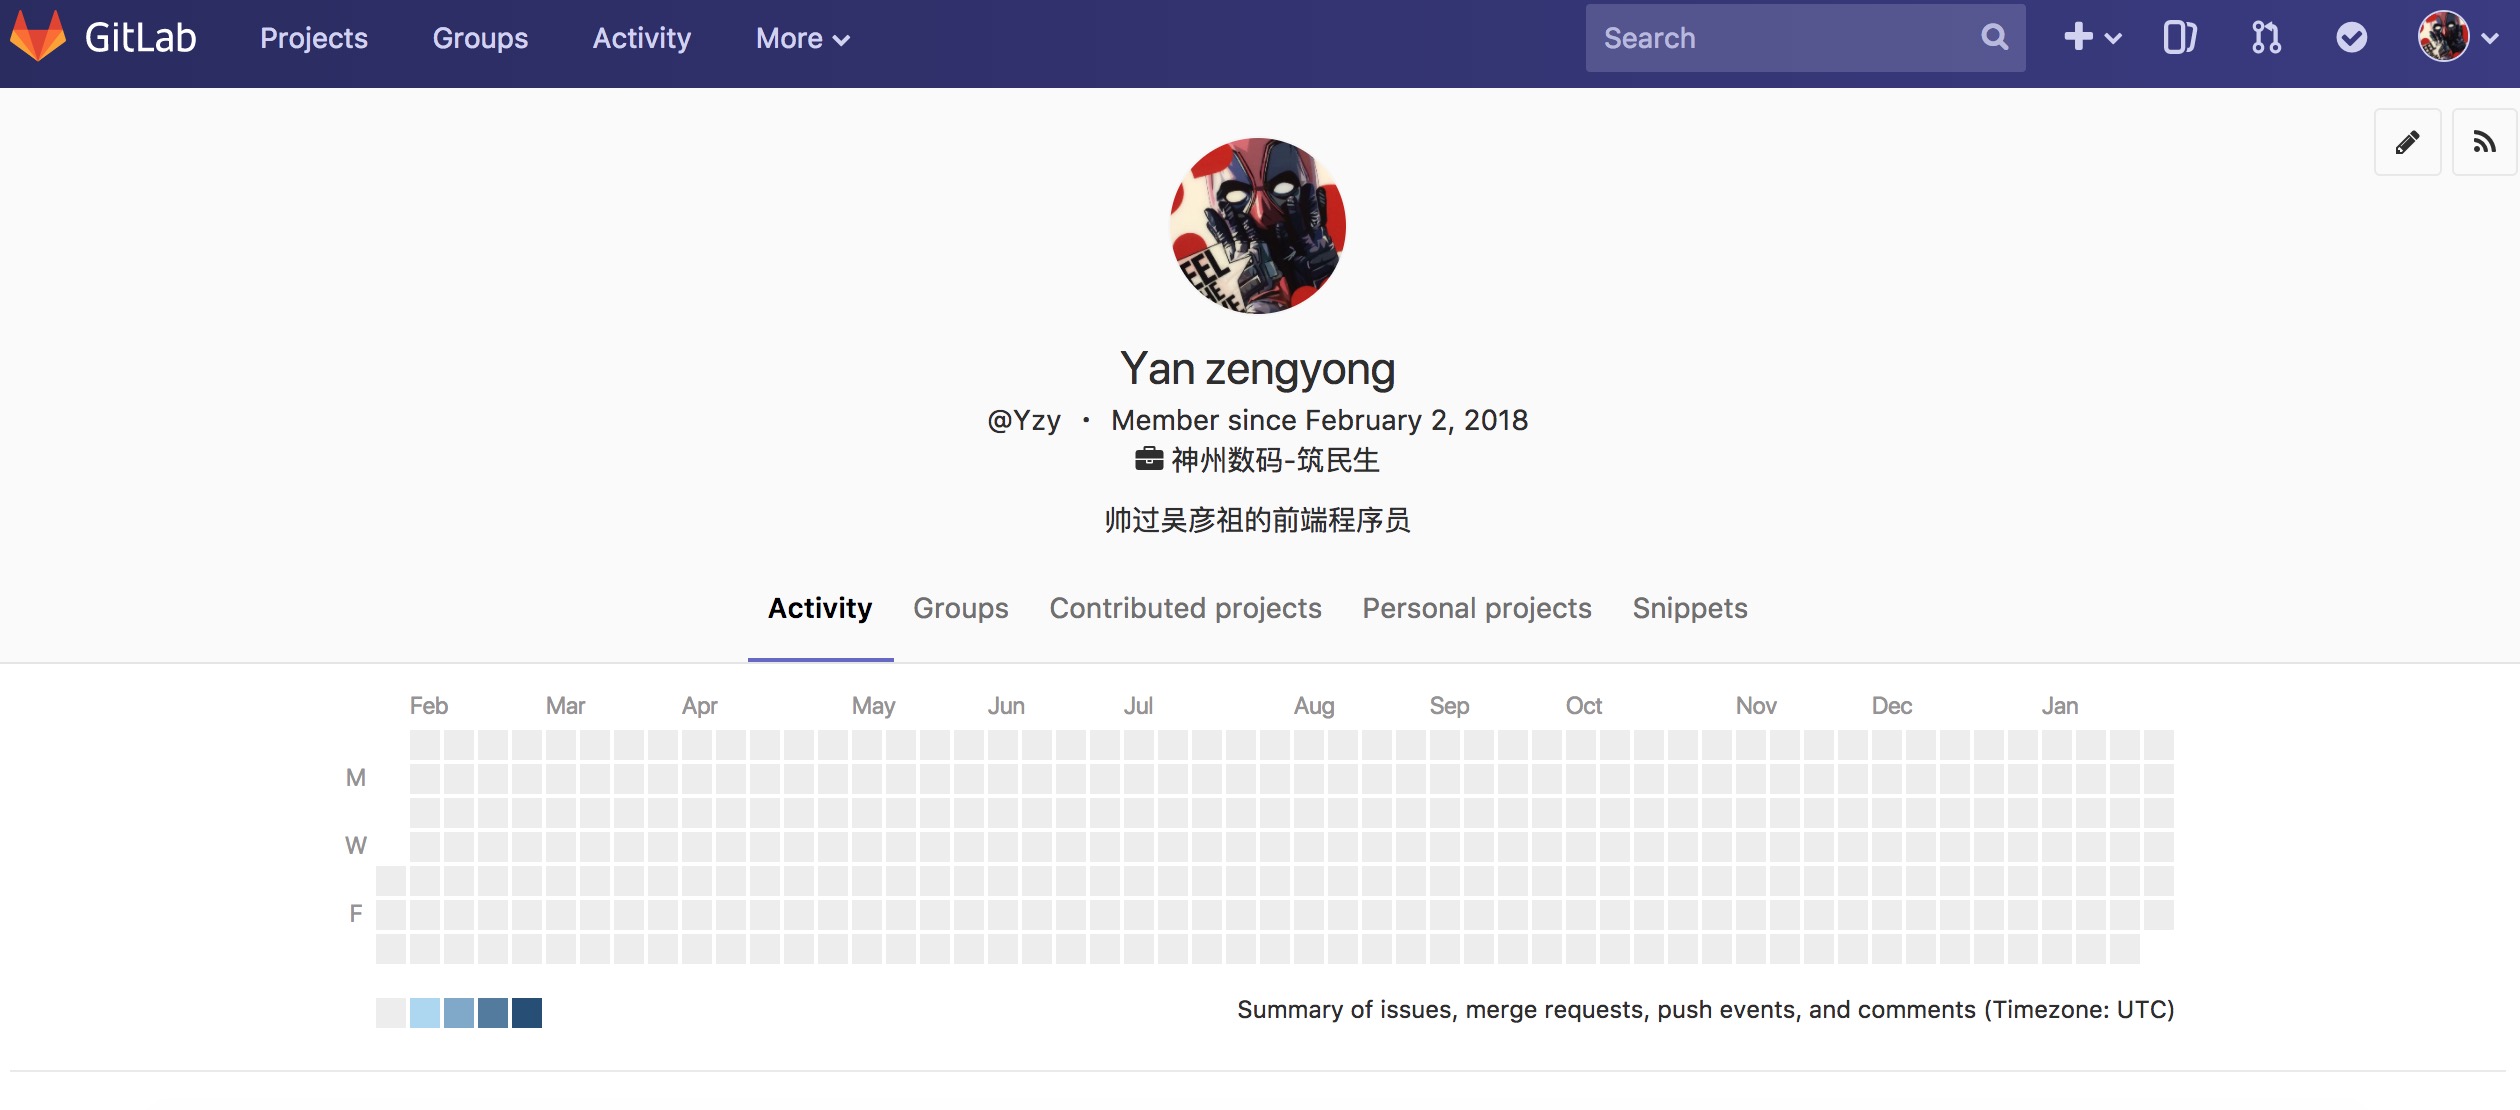 GitLab Projects Groups Activity More Search
FEEL
THE
Yan zengyong
@Yzy • Member since February 2, 2018
神州数码-筑民生
帅过吴彦祖的前端程序员
Activity Groups Contributed projects Personal projects Snippets
Feb Mar Apr May Jun Jul Aug Sep Oct Nov Dec Jan
M
W
F
Summary of issues, merge requests, push events, and comments (Timezone: UTC)